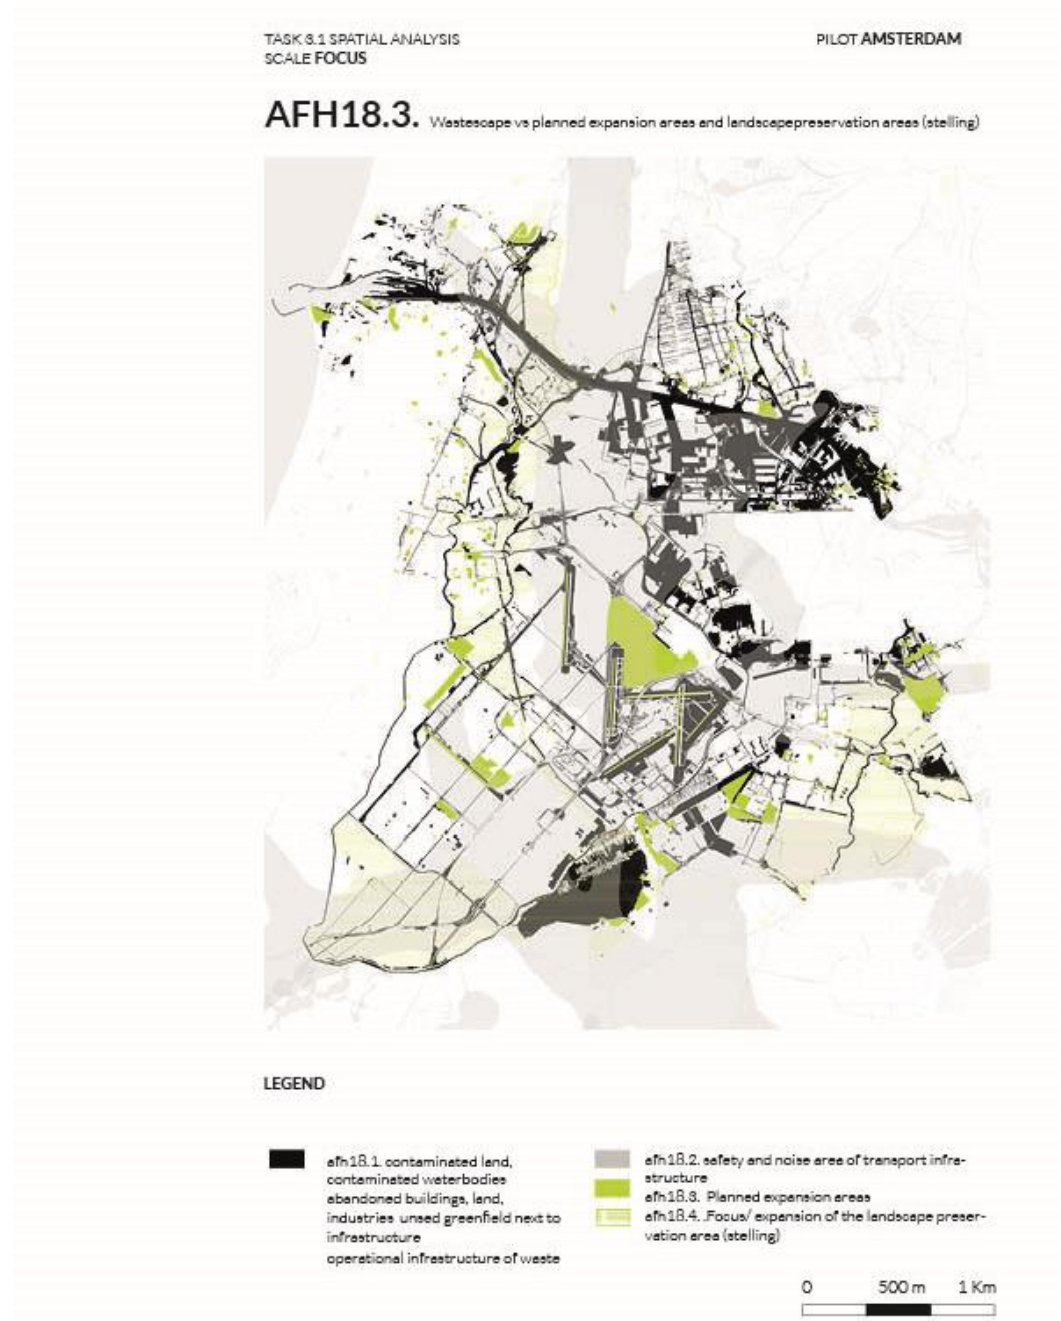 TASK 3.1 SPATIAL ANALYSIS
SCALE FOCUS
PILOT AMSTERDAM
AFH18.3. Wastescape vs planned expansion areas and landscapepreservation areas (stelling)
LEGEND
afh18.1. contaminated land,
contaminated waterbodies
abandoned buildings, land,
industries unsed greenfield next to
infrastructure
operational infrastructure of waste
afh18.2. safety and noise area of transport infra-
structure
afh18.3. Planned expansion areas
afh18.4. .Focus/ expansion of the landscape preser-
vation area (stelling)
0 500 m 1 Km